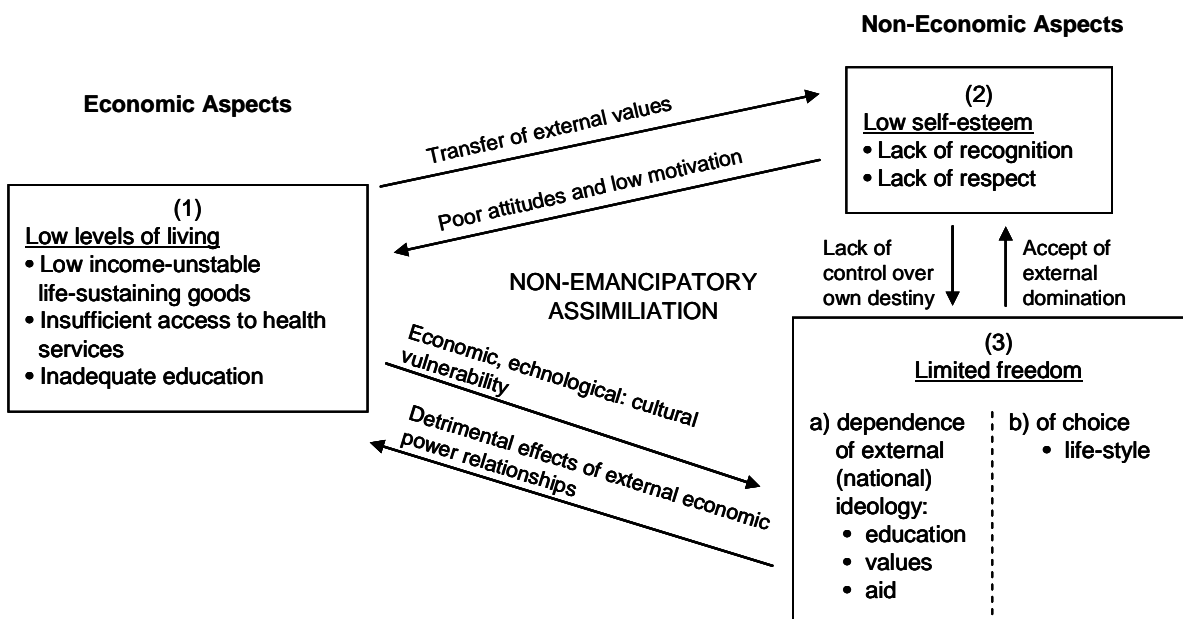 Non-Economic Aspects
Economic Aspects
(1)
Low levels of living
• Low income-unstable
life-sustaining goods
• Insufficient access to health
services
• Inadequate education
Transfer of external values
Poor attitudes and low motivation
(2)
Low self-esteem
• Lack of recognition
• Lack of respect
NON-EMANCIPATORY
ASSIMILIATION
Lack of
control over
own destiny
Accept of
external
domination
Economic, echnological: cultural
vulnerability
Detrimental effects of external economic
power relationships
(3)
Limited freedom
a) dependence
of external
(national)
ideology:
• education
• values
• aid
b) of choice
• life-style